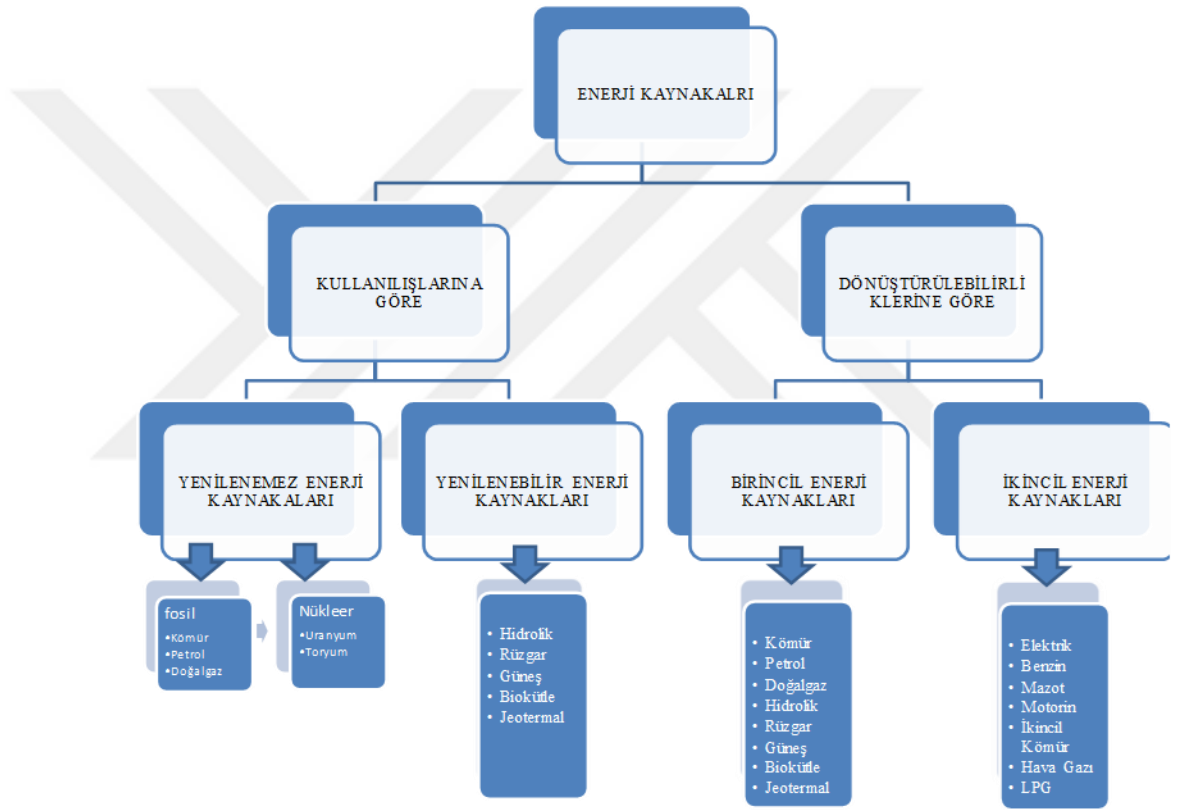 ENERJİ KAYNAKALRI
KULLANILIŞLARINA
GÖRE
DÖNÜŞTÜRÜLEBİLİRLİ
KLERİNE GÖRE
YENİLENEMEZ ENERJİ
KAYNAKALARI
YENİLENEBİLİR ENERJİ
KAYNAKLARI
BİRİNCİL ENERJİ
KAYNAKLARI
İKİNCİL ENERJİ
KAYNAKLARI
fosil
•Kömür
•Petrol
•Doğalgaz
Nükleer
•Uranyum
•Toryum
• Hidrolik
• Rüzgar
• Güneş
• Biokütle
• Jeotermal
• Kömür
• Petrol
• Doğalgaz
• Hidrolik
• Rüzgar
• Güneş
• Biokütle
• Jeotermal
• Elektrik
• Benzin
• Mazot
• Motorin
• İkincil
Kömür
• Hava Gazı
• LPG